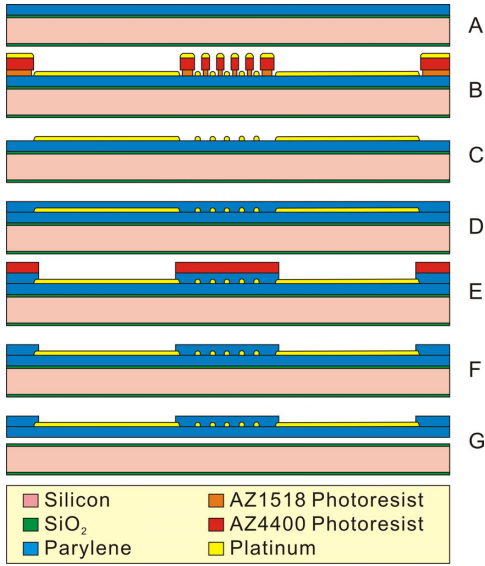 A
B
C
D
E
F
G
Silicon
SiO₂
Parylene
AZ1518 Photoresist
AZ4400 Photoresist
Platinum